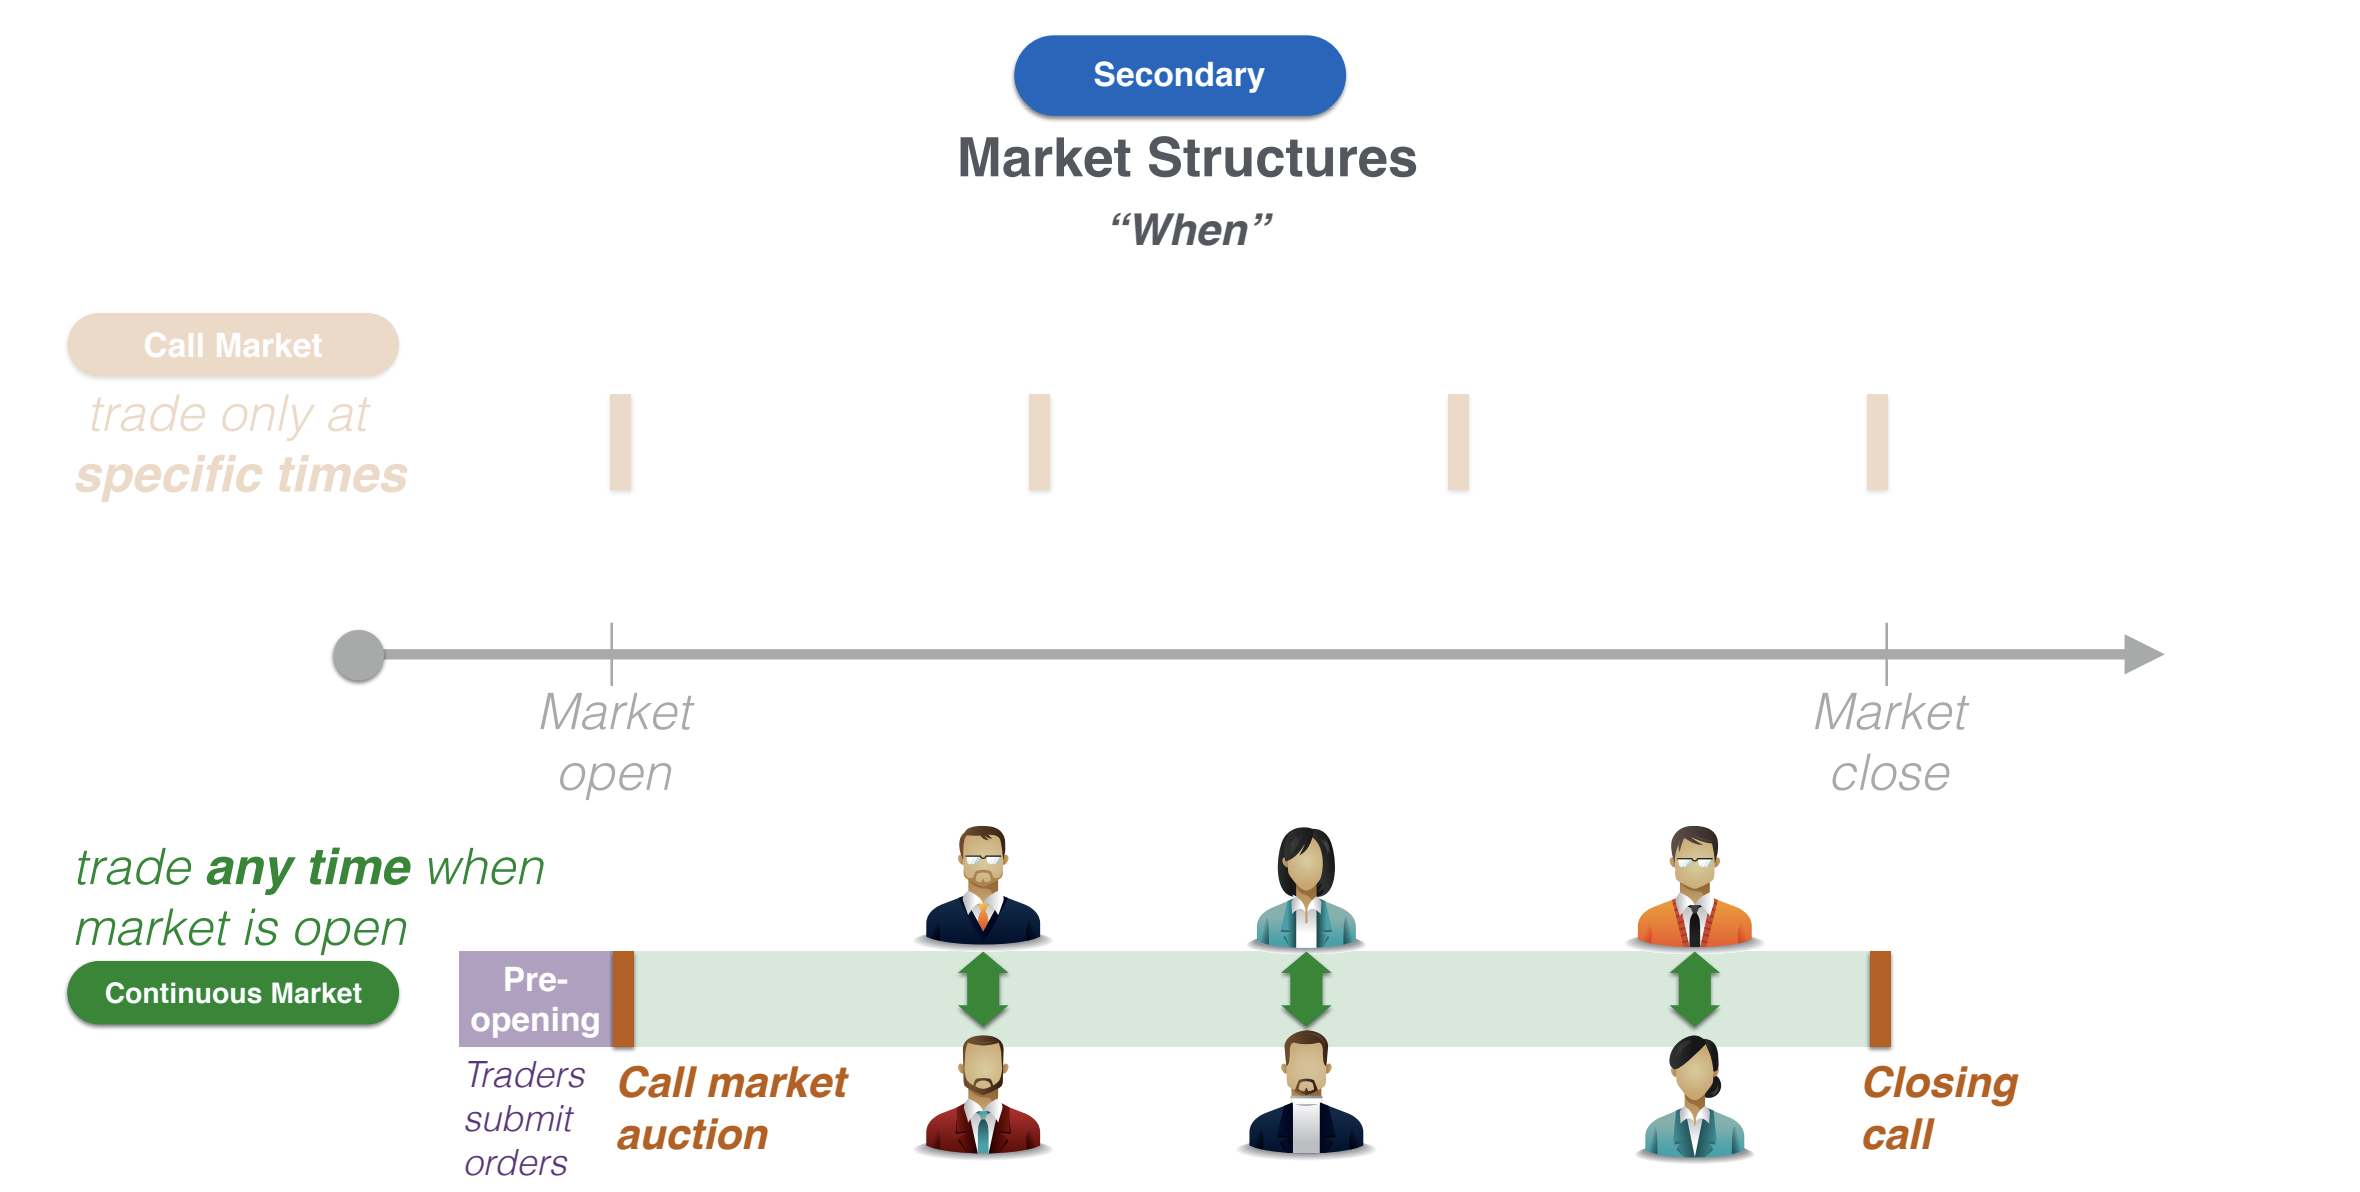 Secondary
Market Structures
“When”
Call Market
trade only at
specific times
Market
open
Market
close
trade any time when
market is open
Continuous Market
Pre-
opening
Traders
submit
orders
Call market
auction
Closing
call